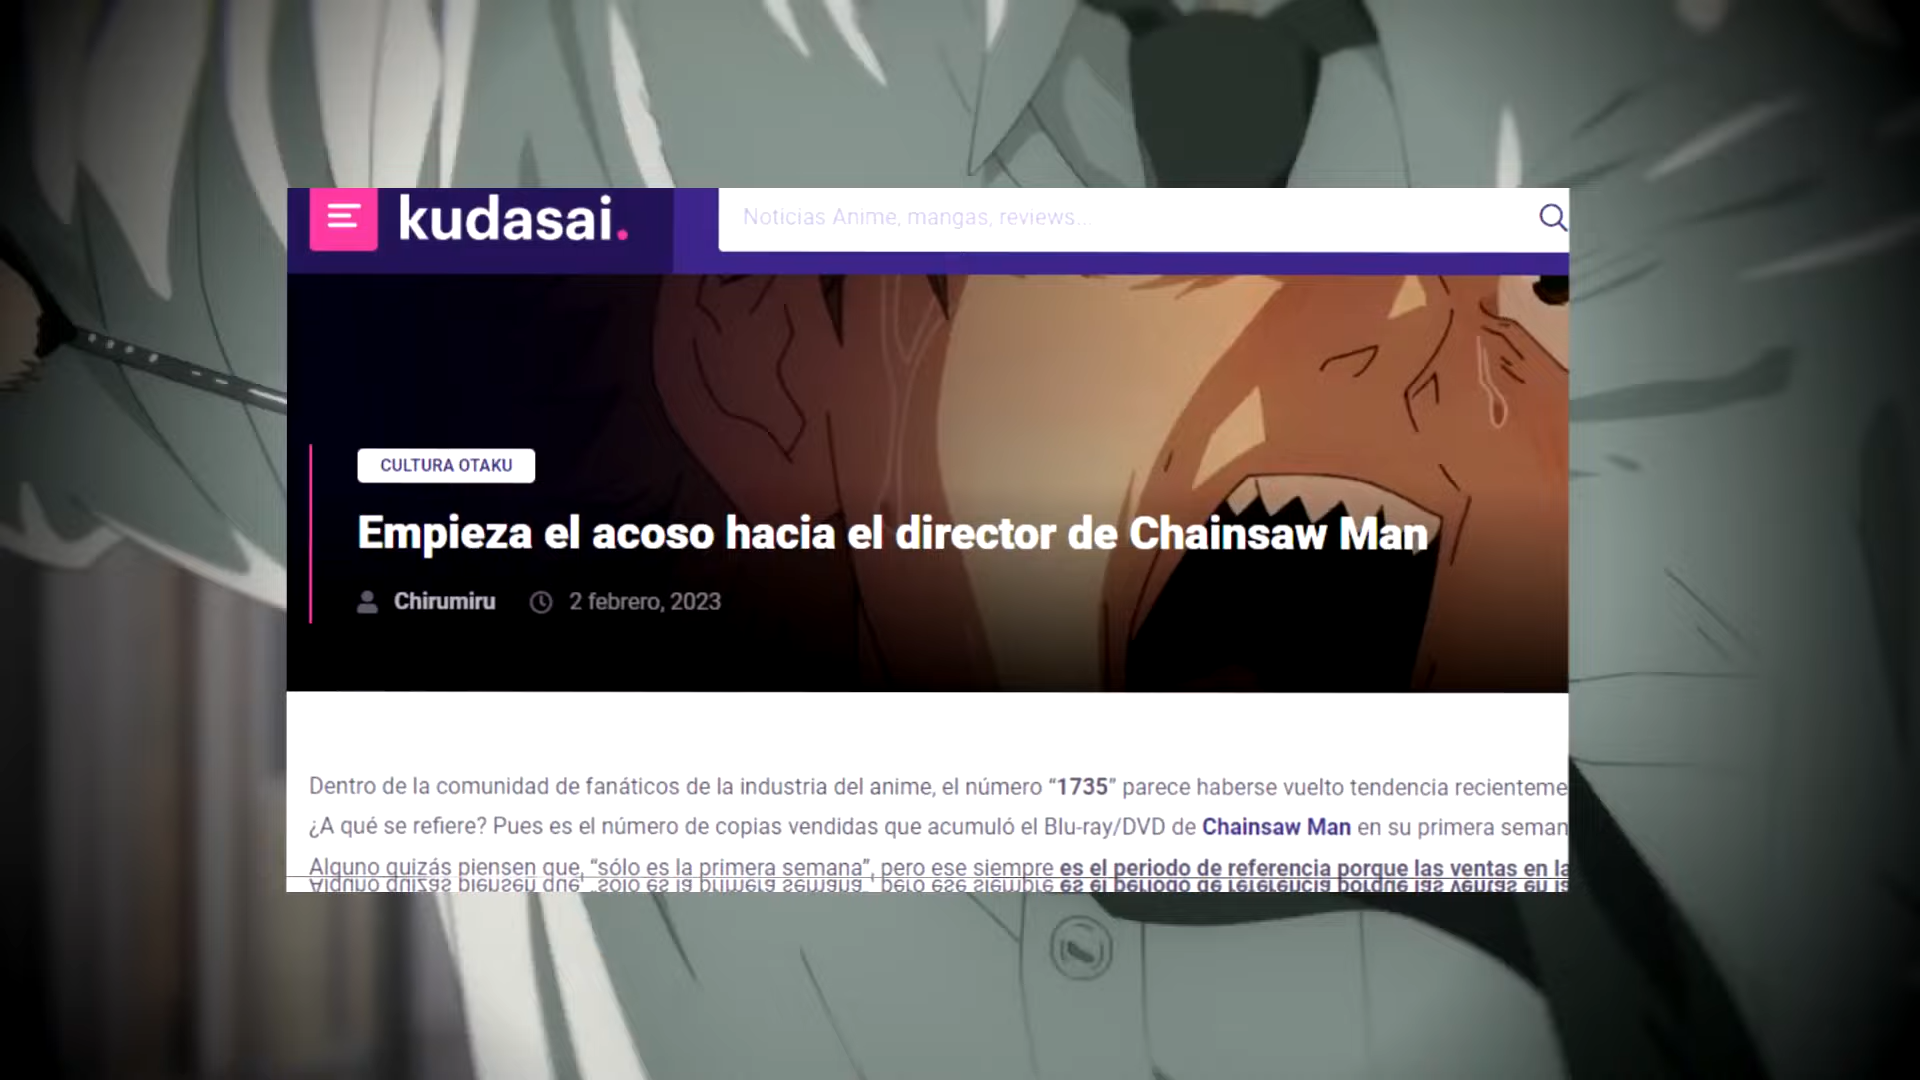 kudasai.
Noticias Anime, mangas, reviews...
CULTURA OTAKU
Empieza el acoso hacia el director de Chainsaw Man
Chirumiru 2 febrero, 2023
Dentro de la comunidad de fanáticos de la industria del anime, el número “1735” parece haberse vuelto tendencia recienteme
¿A qué se refiere? Pues es el número de copias vendidas que acumuló el Blu-ray/DVD de Chainsaw Man en su primera seman
Alguno quizás piensen que, “sólo es la primera semana”, pero ese siempre es el periodo de referencia porque las ventas en la